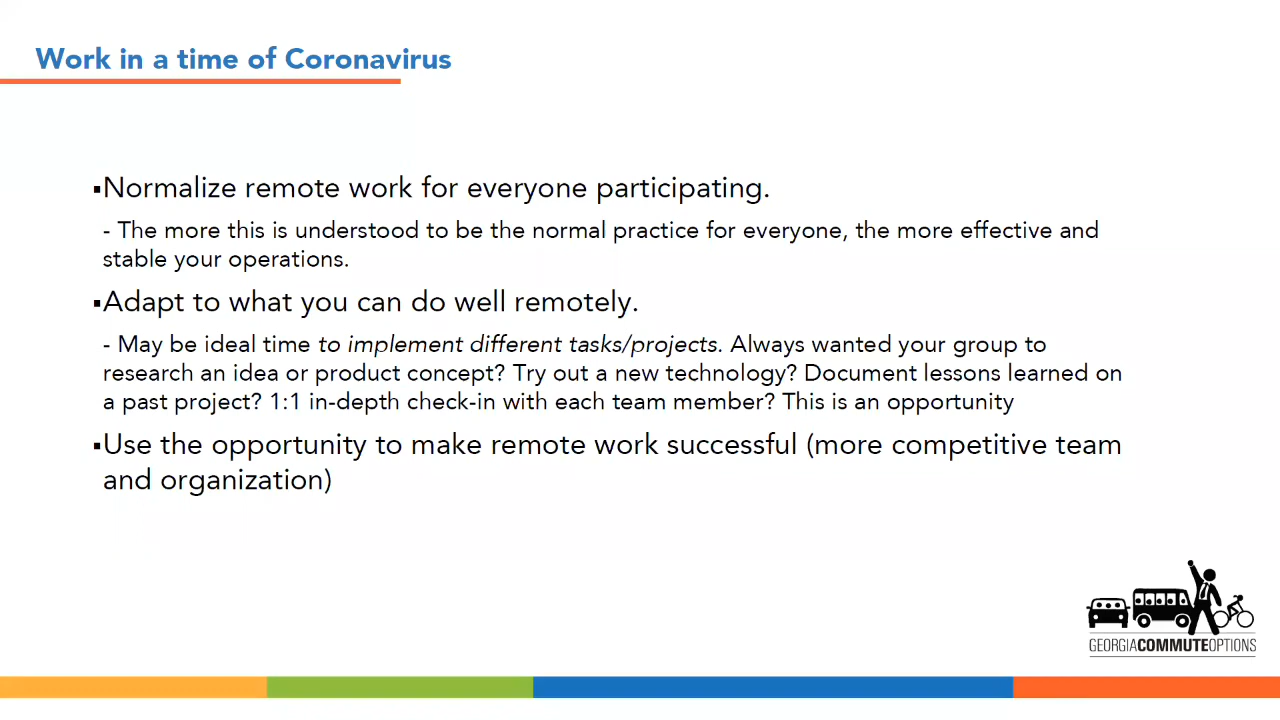 Work in a time of Coronavirus
▪Normalize remote work for everyone participating.
- The more this is understood to be the normal practice for everyone, the more effective and
stable your operations.
▪Adapt to what you can do well remotely.
- May be ideal time to implement different tasks/projects. Always wanted your group to
research an idea or product concept? Try out a new technology? Document lessons learned on
a past project? 1:1 in-depth check-in with each team member? This is an opportunity
▪Use the opportunity to make remote work successful (more competitive team
and organization)
GEORGIACOMMUTEOPTIONS